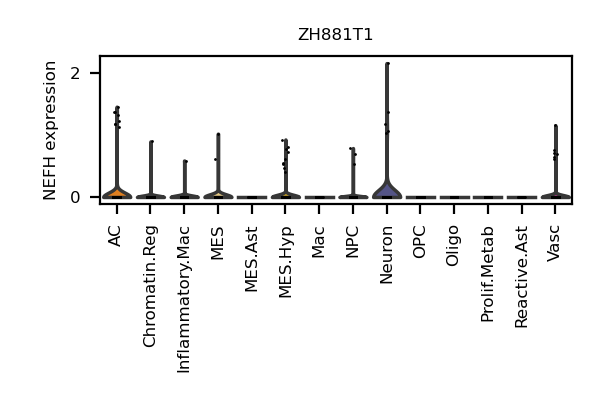 ZH881T1
NEFH expression
2
0
AC
Chromatin.Reg
Inflammatory.Mac
MES
MES.Ast
MES.Hyp
Mac
NPC
Neuron
OPC
Oligo
Prolif.Metab
Reactive.Ast
Vasc